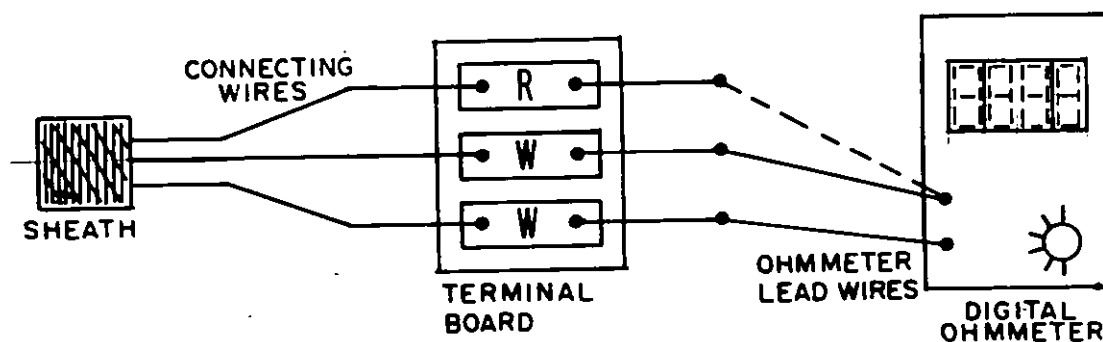 CONNECTING
WIRES
R
W
W
SHEATH
TERMINAL
BOARD
OHMMETER
LEAD WIRES
DIGITAL
OHMMETER